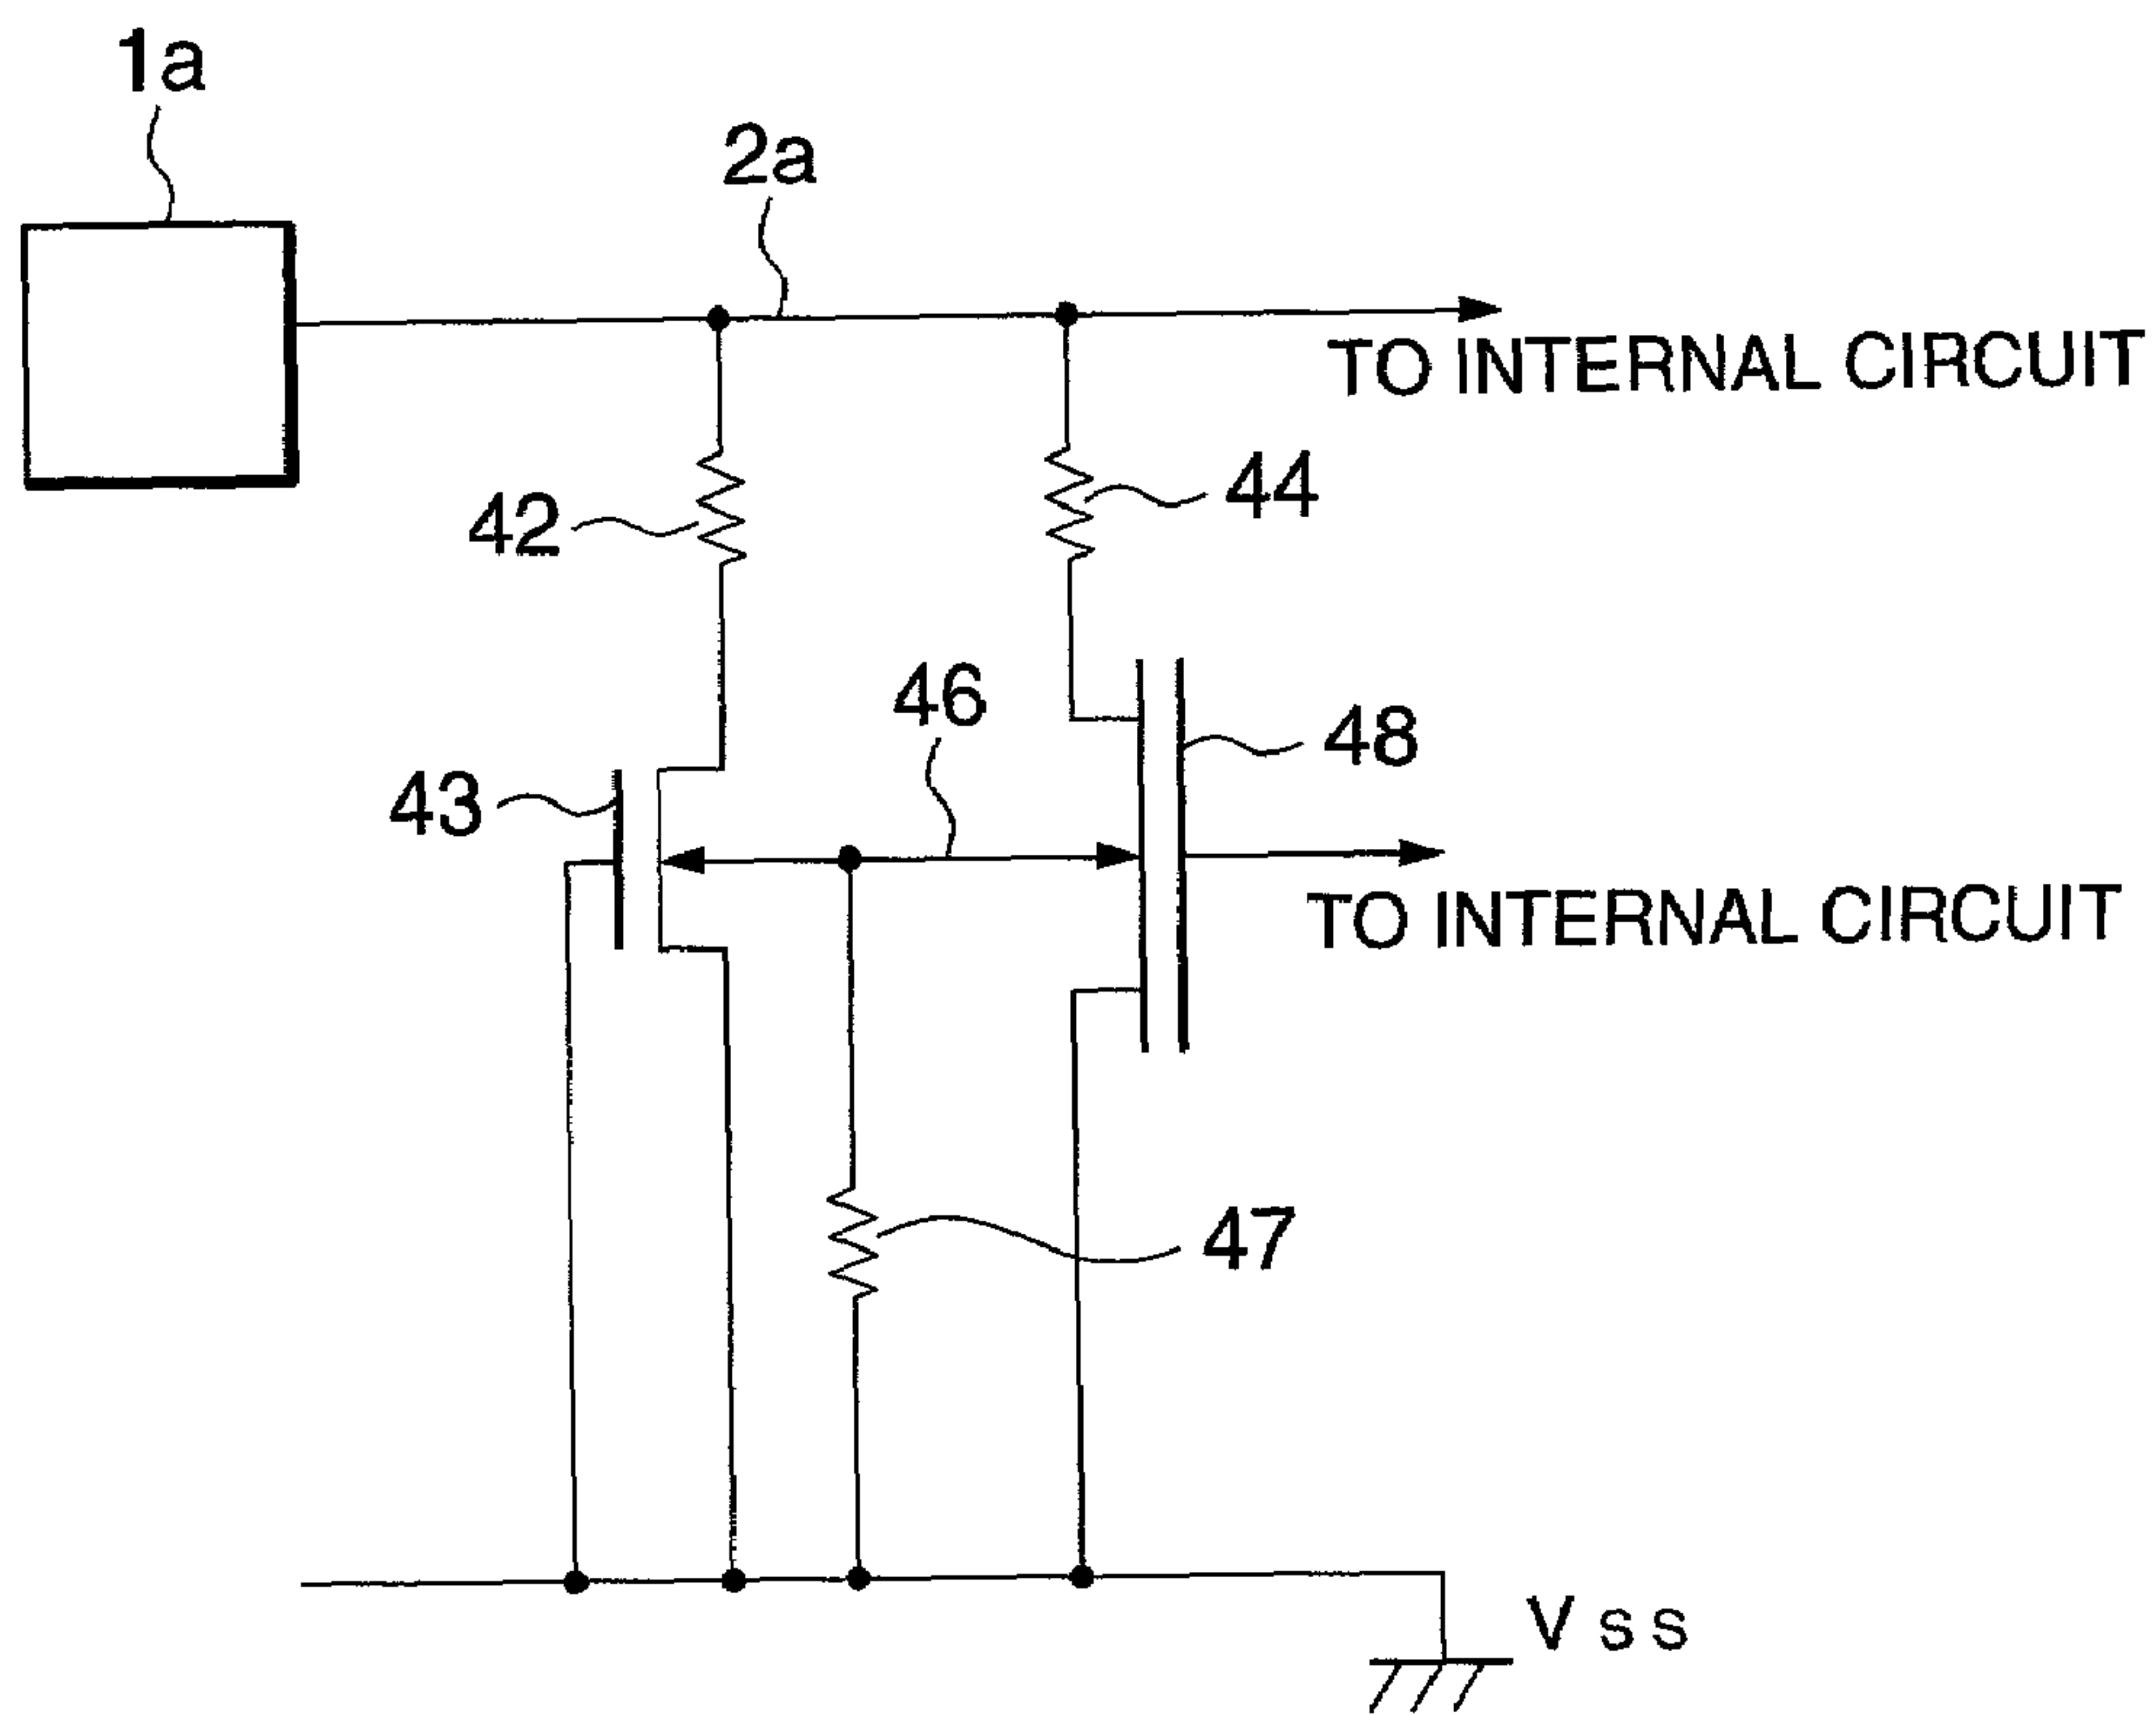 1a
2a
TO INTERNAL CIRCUIT
42
44
46
48
43
TO INTERNAL CIRCUIT
47
Vss